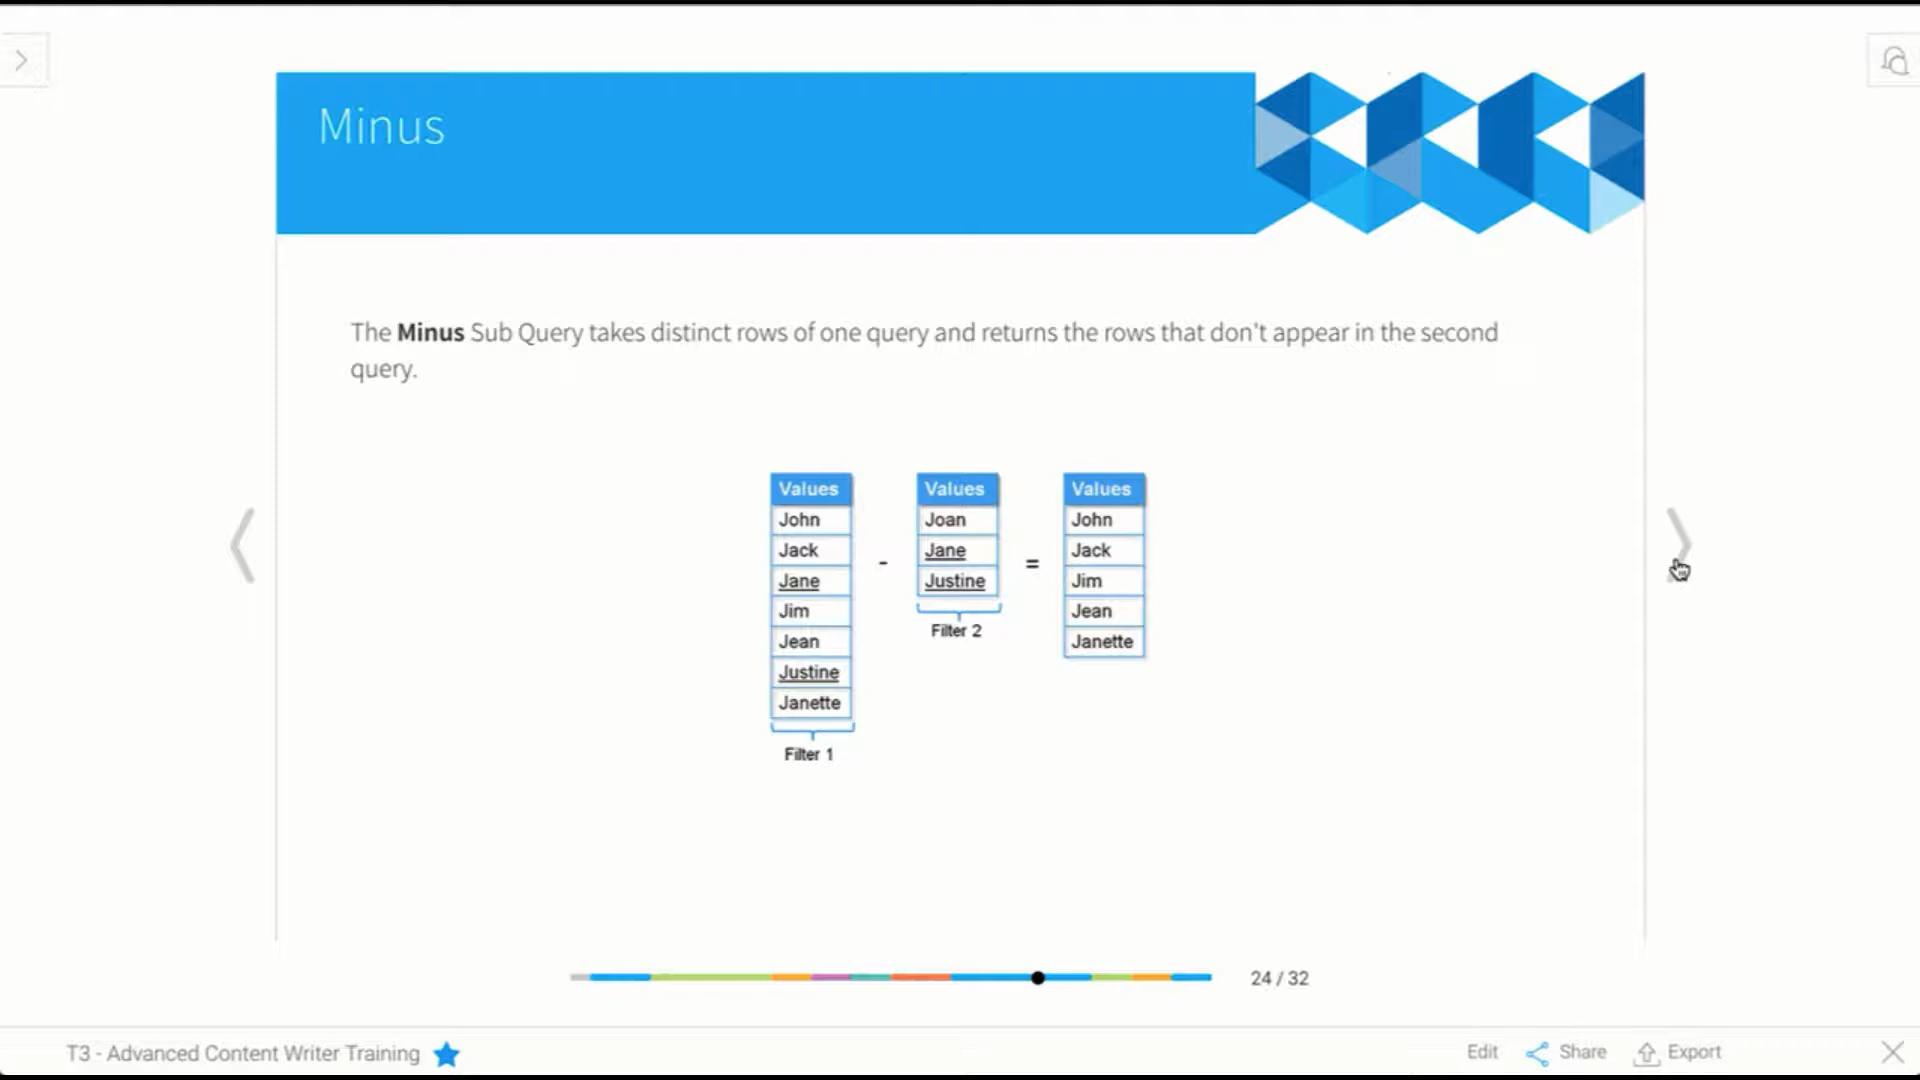 Minus
The Minus Sub Query takes distinct rows of one query and returns the rows that don't appear in the second
query.
Values
John
Jack
Jane
Jim
Jean
Justine
Janette
Filter 1
-
Values
Joan
Jane
Justine
Filter 2
=
Values
John
Jack
Jim
Jean
Janette
24 / 32
T3 - Advanced Content Writer Training
Edit
Share
Export